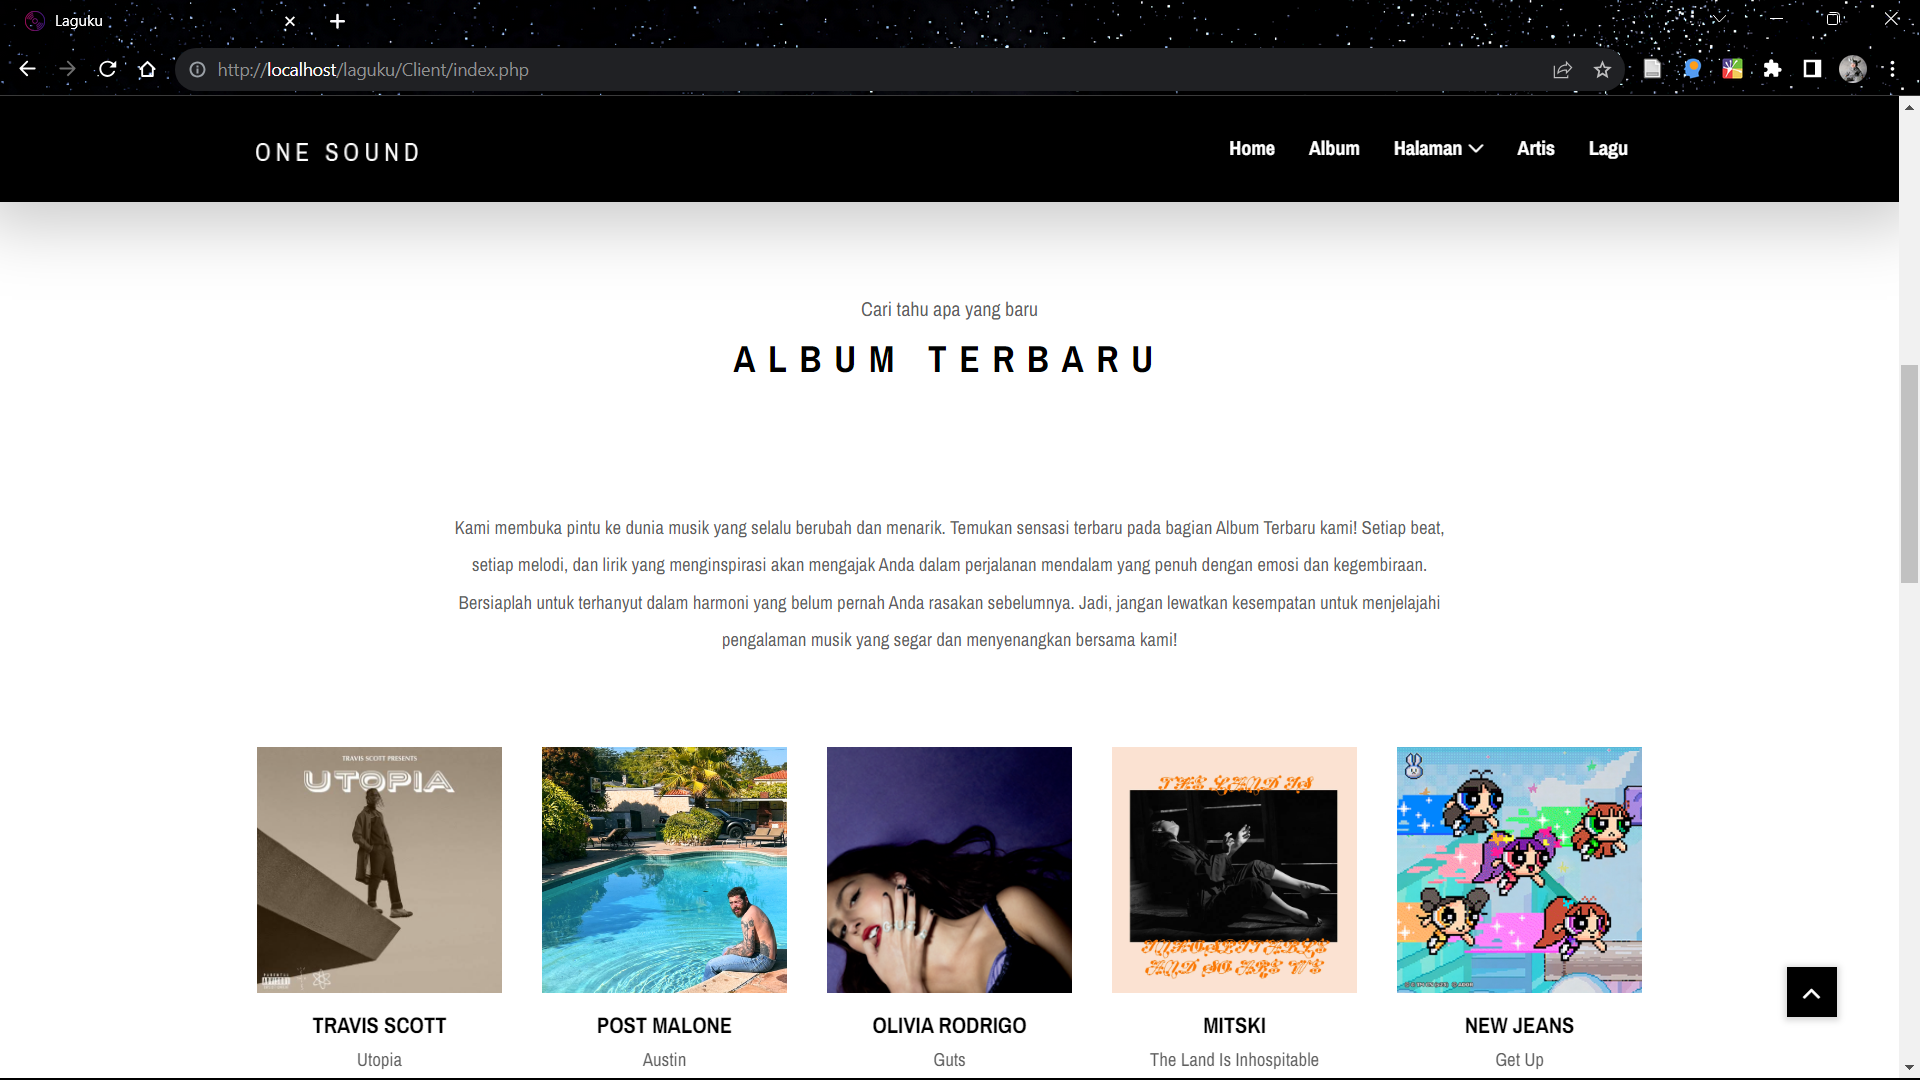 Laguku
http://localhost/laguku/Client/index.php
ONE SOUND
Home Album Halaman Artis Lagu
Cari tahu apa yang baru
ALBUM TERBARU
Kami membuka pintu ke dunia musik yang selalu berubah dan menarik. Temukan sensasi terbaru pada bagian Album Terbaru kami! Setiap beat,
setiap melodi, dan lirik yang menginspirasi akan mengajak Anda dalam perjalanan mendalam yang penuh dengan emosi dan kegembiraan.
Bersiaplah untuk terhanyut dalam harmoni yang belum pernah Anda rasakan sebelumnya. Jadi, jangan lewatkan kesempatan untuk menjelajahi
pengalaman musik yang segar dan menyenangkan bersama kami!
TRAVIS SCOTT PRESENTS
UTOPIA
THE LAND IS
INHOSPITABLE
AND SO ARE WE
TRAVIS SCOTT
Utopia
POST MALONE
Austin
OLIVIA RODRIGO
Guts
MITSKI
The Land Is Inhospitable
NEW JEANS
Get Up